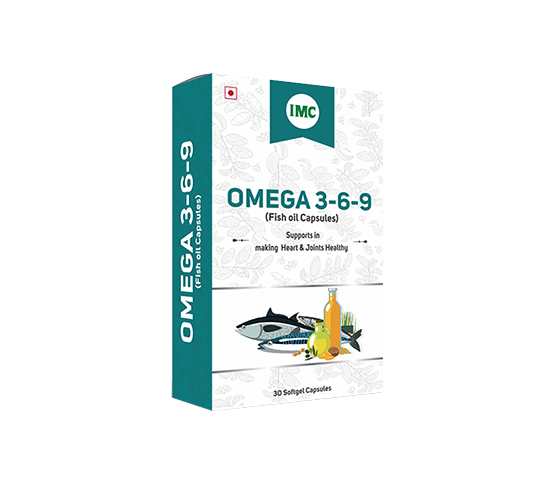 IMC
OMEGA 3-6-9
(Fish oil Capsules)
Supports in
making Heart & Joints Healthy
30 Softgel Capsules
OMEGA 3-6-9
(Fish oil Capsules)